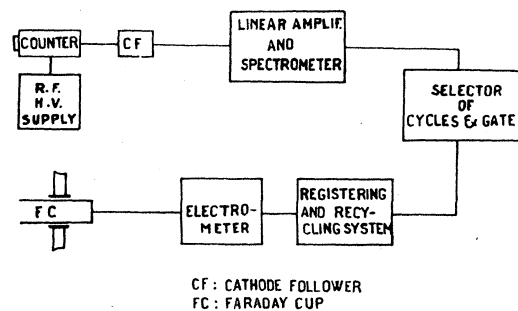 COUNTER
CF
LINEAR AMPLIF.
AND
SPECTROMETER
R.F.
H.V.
SUPPLY
SELECTOR
OF
CYCLES & GATE
FC
ELECTRO-
METER
REGISTERING
AND RECY-
CLING SYSTEM
CF: CATHODE FOLLOWER
FC: FARADAY CUP